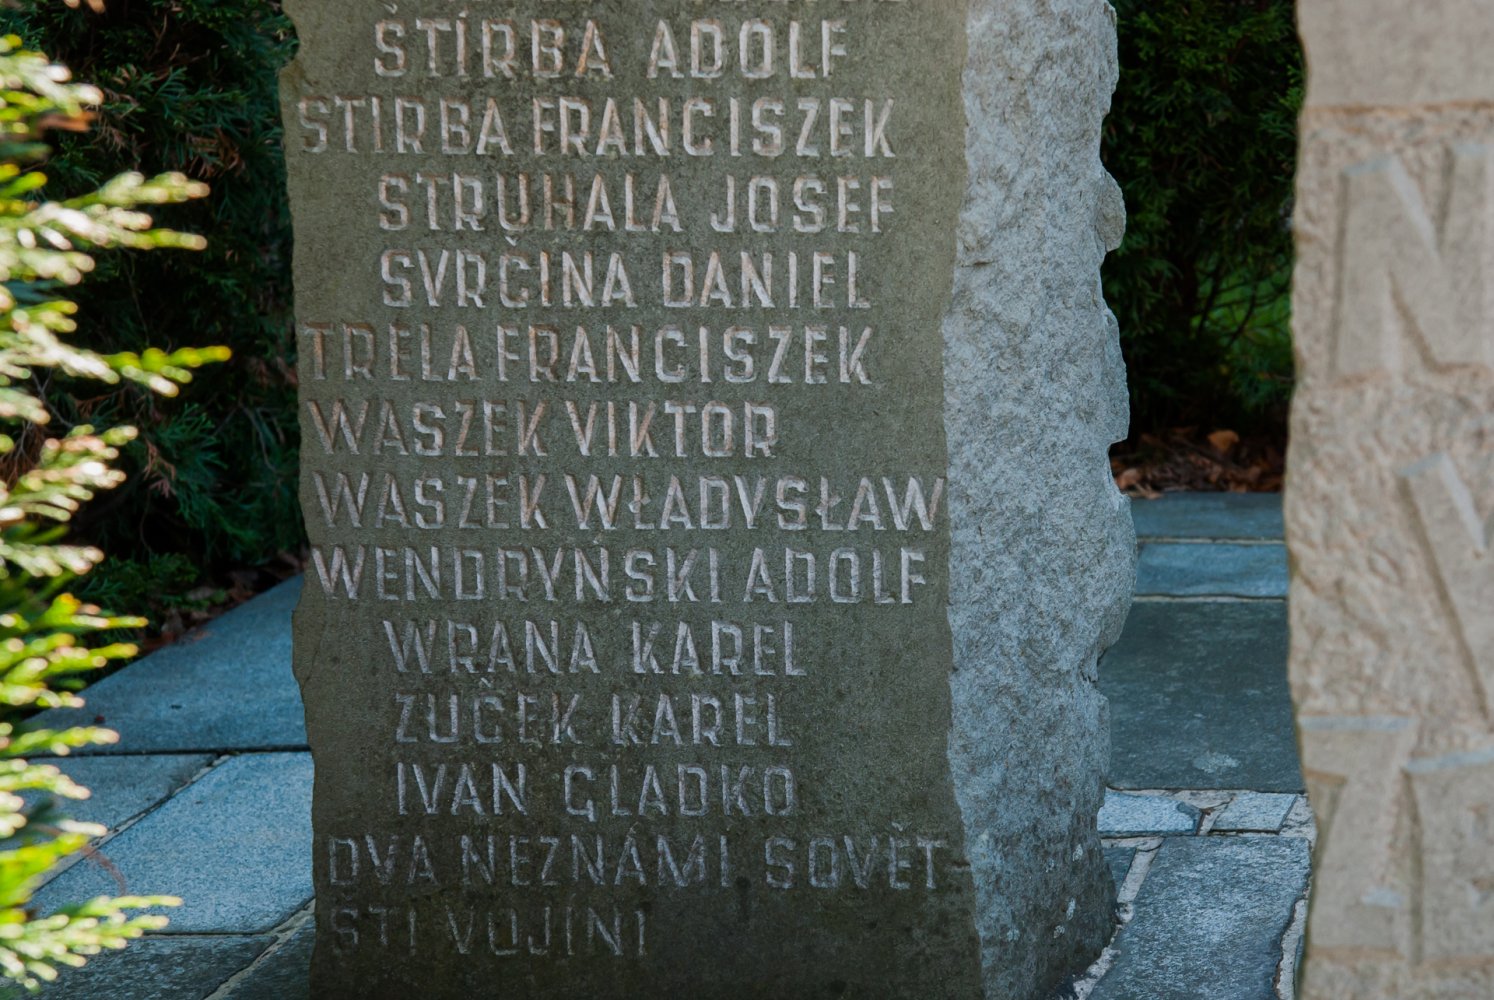 ŠTÍRBA ADOLF
STIRBA FRANCISZEK
STRUHALA JOSEF
SVRČINA DANIEL
TRELA FRANCISZEK
WASZEK VIKTOR
WASZEK WŁADYSŁAW
WENDRYŃSKI ADOLF
WRANA KAREL
ZUČEK KAREL
IVAN GLADKO
DVA NEZNÁMÍ SOVĚT-
ŠTÍ VOJÍNI